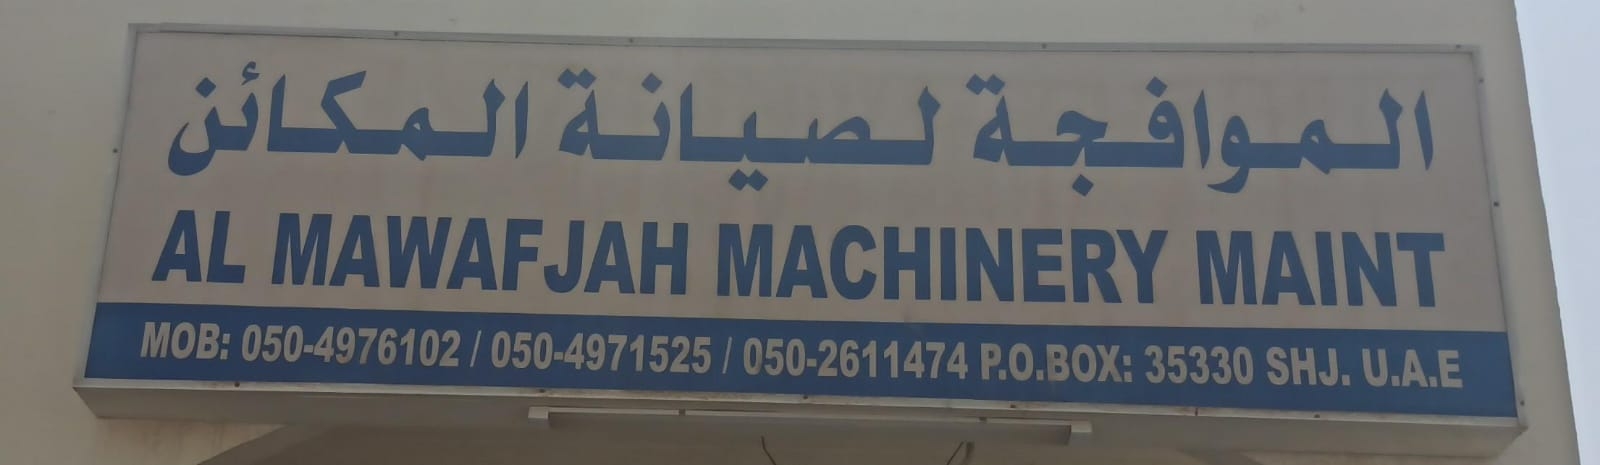 الموافجة لصيانة المكائن
AL MAWAFJAH MACHINERY MAINT
MOB: 050-4976102 / 050-4971525 / 050-2611474 P.O.BOX: 35330 SHJ. U.A.E